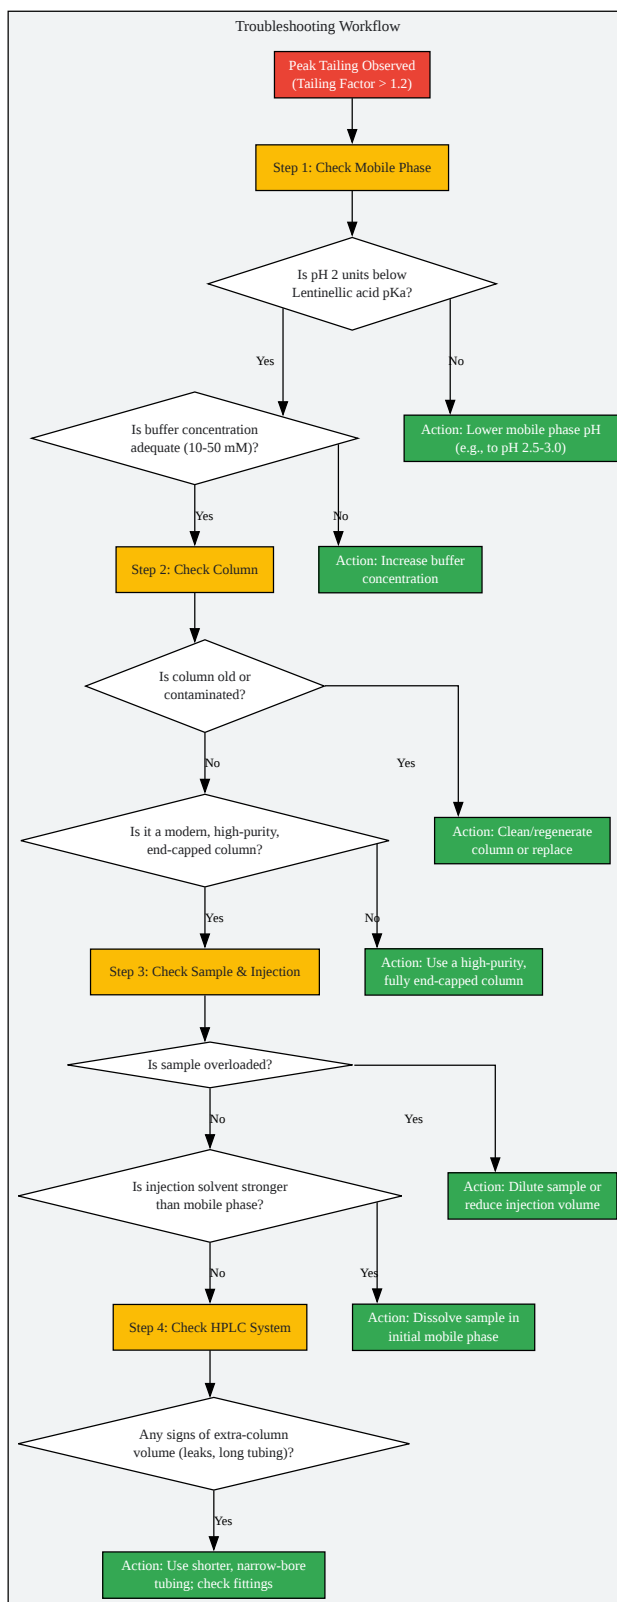 Troubleshooting Workflow
Peak Tailing Observed
(Tailing Factor > 1.2)
Step 1: Check Mobile Phase
Is pH 2 units below
Lentinellic acid pKa?
Yes
No
Is buffer concentration
adequate (10-50 mM)?
Action: Lower mobile phase pH
(e.g., to pH 2.5-3.0)
Yes
No
Step 2: Check Column
Action: Increase buffer
concentration
Is column old or
contaminated?
No
Yes
Is it a modern, high-purity,
end-capped column?
Action: Clean/regenerate
column or replace
Yes
No
Step 3: Check Sample & Injection
Action: Use a high-purity,
fully end-capped column
Is sample overloaded?
No
Yes
Is injection solvent stronger
than mobile phase?
Action: Dilute sample or
reduce injection volume
No
Yes
Step 4: Check HPLC System
Action: Dissolve sample in
initial mobile phase
Any signs of extra-column
volume (leaks, long tubing)?
Yes
Action: Use shorter, narrow-bore
tubing; check fittings